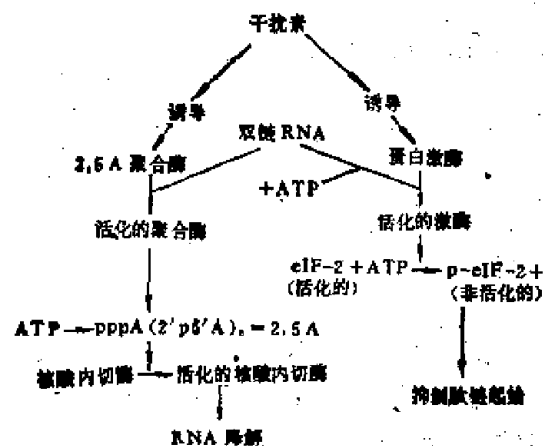 干扰素
诱导 诱导
双链RNA
2,5A聚合酶 蛋白激酶
+ATP
活化的聚合酶 活化的激酶
eIF-2+ATP → p-eIF-2+
(活化的) (非活化的)
ATP→pppA(2'p5'A)ₙ=2.5A
核酸内切酶 → 活化的核酸内切酶
抑制肽链起始
RNA降解